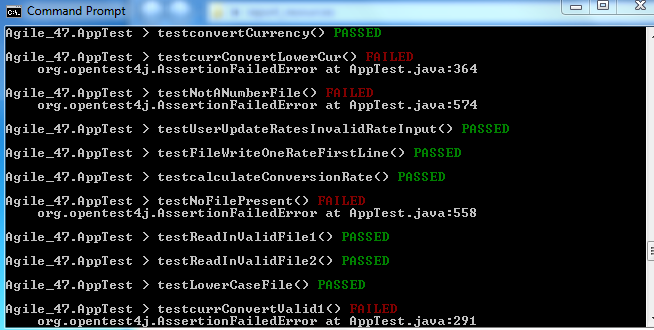 Command Prompt
Agile_47.AppTest > testconvertCurrency() PASSED
Agile_47.AppTest > testcurrConvertLowerCur() FAILED
org.opentest4j.AssertionFailedError at AppTest.java:364
Agile_47.AppTest > testNotANumberFile() FAILED
org.opentest4j.AssertionFailedError at AppTest.java:574
Agile_47.AppTest > testUserUpdateRatesInvalidRateInput() PASSED
Agile_47.AppTest > testFileWriteOneRateFirstLine() PASSED
Agile_47.AppTest > testcalculateConversionRate() PASSED
Agile_47.AppTest > testNoFilePresent() FAILED
org.opentest4j.AssertionFailedError at AppTest.java:558
Agile_47.AppTest > testReadInValidFile1() PASSED
Agile_47.AppTest > testReadInValidFile2() PASSED
Agile_47.AppTest > testLowerCaseFile() PASSED
Agile_47.AppTest > testcurrConvertValid1() FAILED
org.opentest4j.AssertionFailedError at AppTest.java:291